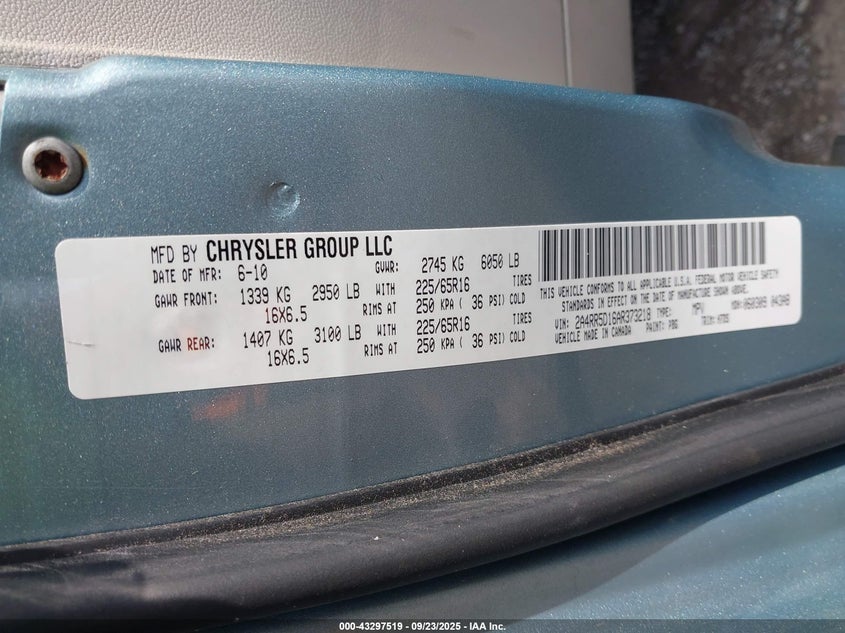 MFD BY CHRYSLER GROUP LLC
DATE OF MFR: 6-10 GVWR: 2745 KG 6050 LB
GAWR FRONT: 1339 KG 2950 LB WITH 225/65R16 TIRES
16X6.5 RIMS AT 250 KPA ( 36 PSI) COLD
GAWR REAR: 1407 KG 3100 LB WITH 225/65R16 TIRES
16X6.5 RIMS AT 250 KPA ( 36 PSI) COLD
THIS VEHICLE CONFORMS TO ALL APPLICABLE U.S.A. FEDERAL MOTOR VEHICLE SAFETY
STANDARDS IN EFFECT ON THE DATE OF MANUFACTURE SHOWN ABOVE.
VIN: 2A4RR5D16AR373218 TYPE: MPV MDH: 060309 043AB
VEHICLE MADE IN CANADA PAINT: PBG TRIM:
000-43297519 - 09/23/2025 - IAA Inc.